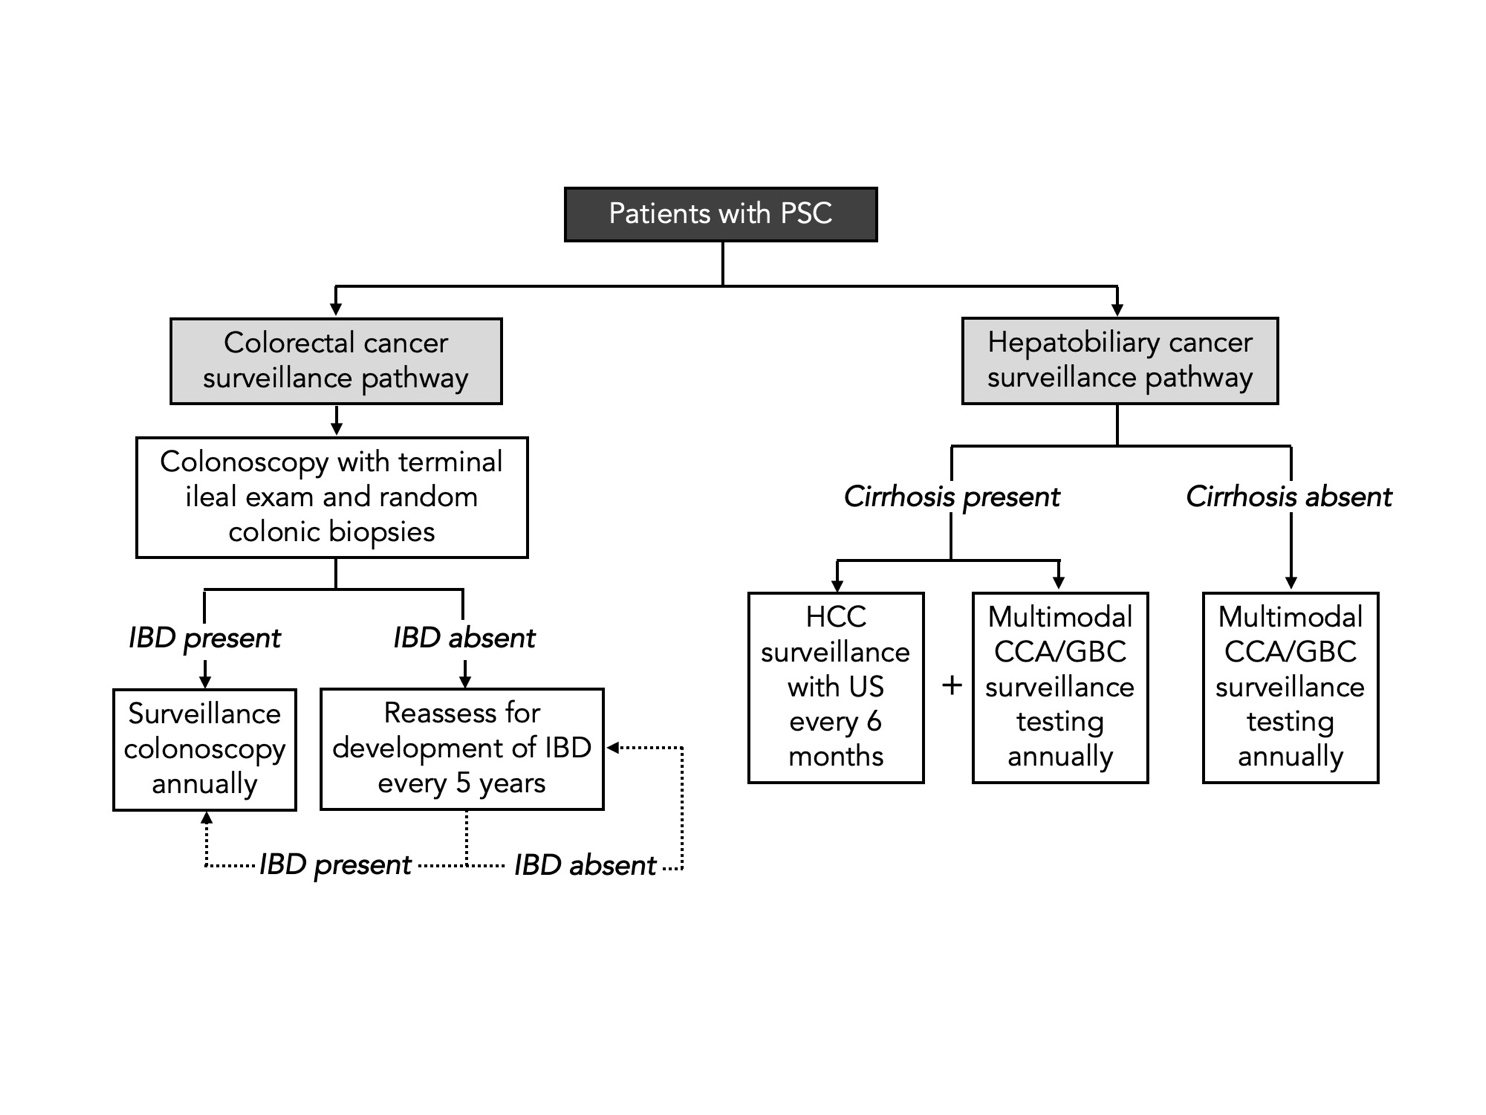 Patients with PSC
Colorectal cancer
surveillance pathway
Colonoscopy with terminal
ileal exam and random
colonic biopsies
IBD present
IBD absent
Surveillance
colonoscopy
annually
Reassess for
development of IBD
every 5 years
IBD present
IBD absent
Hepatobiliary cancer
surveillance pathway
Cirrhosis present
Cirrhosis absent
HCC
surveillance
with US
every 6
months
+
Multimodal
CCA/GBC
surveillance
testing
annually
Multimodal
CCA/GBC
surveillance
testing
annually